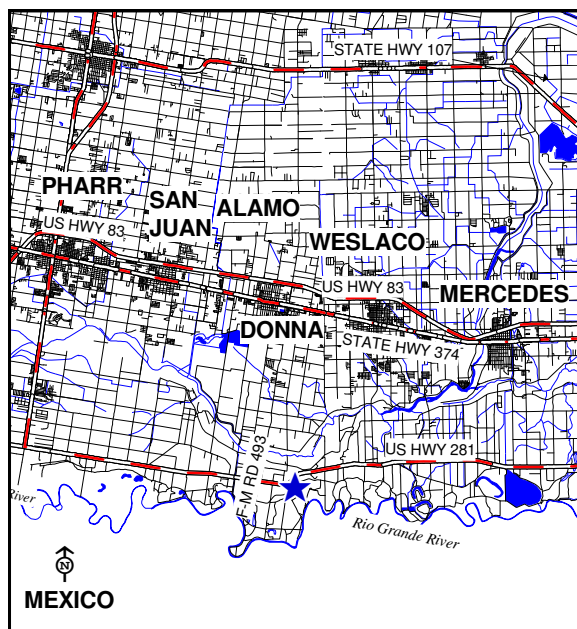 STATE HWY 107
PHARR
SAN
JUAN
ALAMO
US HWY 83
WESLACO
US HWY 83
MERCEDES
DONNA
STATE HWY 374
F-M RD 493
US HWY 281
River
Rio Grande River
N
MEXICO